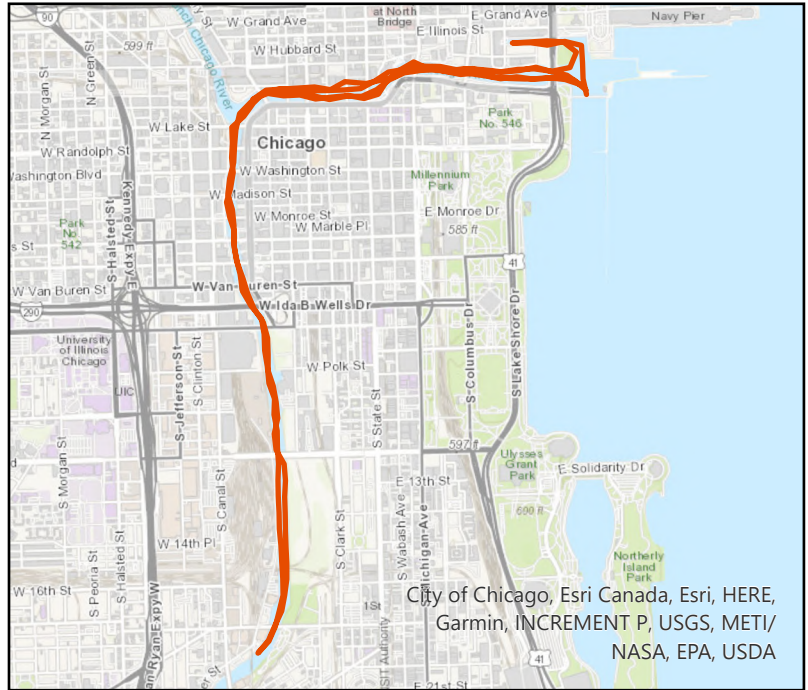 90
W Grand Ave
at North
Bridge
E Grand Ave
Navy Pier
E Illinois St
599 ft
W Hubbard St
Chicago River
N Morgan St
N Green St
W Lake St
Park
No. 546
Chicago
W Randolph St
Washington Blvd
W Washington St
Millennium
Park
W Madison St
Kennedy Expy E
S Halsted St
W Monroe St
E Monroe Dr
W Marble Pl
Park
No.
542
585 ft
41
W Van Buren St
W Van Buren St
W Ida B Wells Dr
290
S Columbus Dr
S Lake Shore Dr
University
of Illinois
Chicago
S Jefferson St
S Clinton St
W Polk St
UIC
S State St
597 ft
S Morgan St
Ulysses
Grant
Park
E Solidarity Dr
E 13th St
S Canal St
S Clark St
S Wabash Ave
S Michigan Ave
600 ft
W 14th Pl
Northerly
Island
Park
S Peoria St
S Halsted St
W 16th St
City of Chicago, Esri Canada, Esri, HERE,
Garmin, INCREMENT P, USGS, METI/
NASA, EPA, USDA
an Ryan Expy W
E 21st St
41